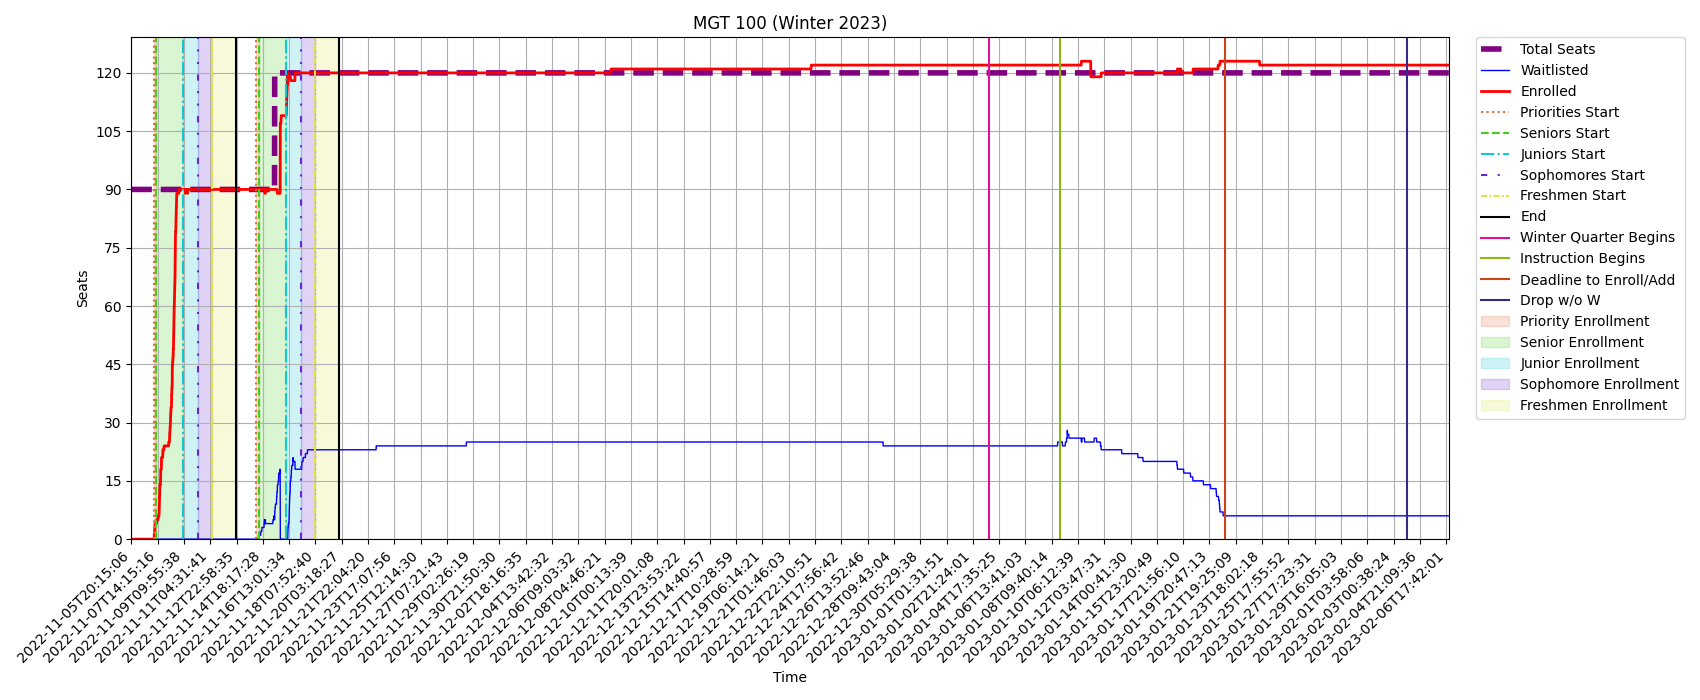 MGT 100 (Winter 2023)
Seats
120
105
90
75
60
45
30
15
0
2022-11-05T20:15:06
2022-11-07T14:15:16
2022-11-09T09:55:38
2022-11-11T04:31:41
2022-11-12T22:58:35
2022-11-14T18:17:28
2022-11-16T13:01:34
2022-11-18T07:52:40
2022-11-20T03:18:27
2022-11-21T22:04:20
2022-11-23T17:07:56
2022-11-25T12:14:30
2022-11-27T07:21:43
2022-11-29T02:26:19
2022-11-30T21:50:30
2022-12-02T18:16:35
2022-12-04T13:42:32
2022-12-06T09:03:32
2022-12-08T04:46:21
2022-12-10T00:13:39
2022-12-11T20:01:08
2022-12-13T23:53:22
2022-12-15T14:40:57
2022-12-17T10:28:59
2022-12-19T06:14:21
2022-12-21T01:46:03
2022-12-22T22:10:51
2022-12-24T17:56:42
2022-12-26T13:52:46
2022-12-28T09:43:04
2022-12-30T05:29:38
2023-01-01T01:31:51
2023-01-02T21:24:01
2023-01-04T17:35:25
2023-01-06T13:41:03
2023-01-08T09:40:14
2023-01-10T06:12:39
2023-01-12T03:47:31
2023-01-14T00:41:30
2023-01-15T23:20:49
2023-01-17T21:56:10
2023-01-19T20:47:13
2023-01-21T19:25:09
2023-01-23T18:02:18
2023-01-25T17:55:52
2023-01-27T17:23:31
2023-01-29T16:05:03
2023-02-01T03:58:06
2023-02-03T00:38:24
2023-02-04T21:09:36
2023-02-06T17:42:01
Time
Total Seats
Waitlisted
Enrolled
Priorities Start
Seniors Start
Juniors Start
Sophomores Start
Freshmen Start
End
Winter Quarter Begins
Instruction Begins
Deadline to Enroll/Add
Drop w/o W
Priority Enrollment
Senior Enrollment
Junior Enrollment
Sophomore Enrollment
Freshmen Enrollment